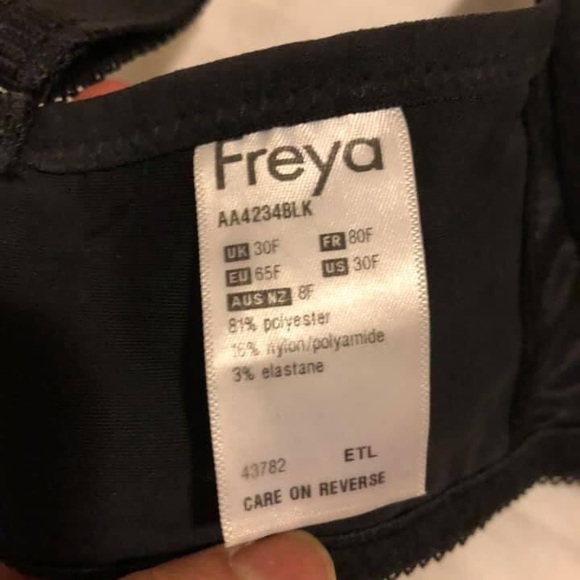 Freya
AA4234BLK
UK 30F FR 80F
EU 65F US 30F
AUS NZ 8F
81% polyester
16% nylon/polyamide
3% elastane
43782 ETL
CARE ON REVERSE